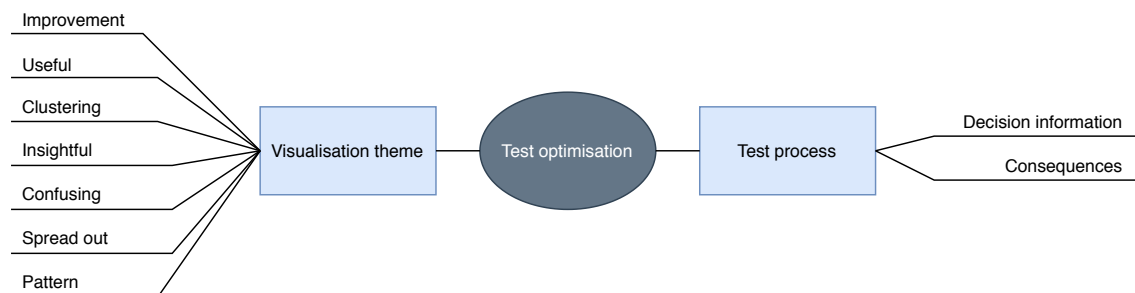 Improvement
Useful
Clustering
Insightful
Confusing
Spread out
Pattern
Visualisation theme
Test optimisation
Test process
Decision information
Consequences